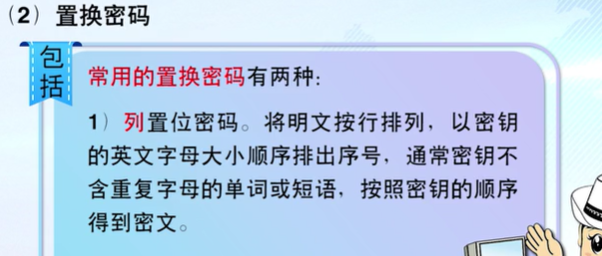 （2）置换密码
包括
常用的置换密码有两种：
1）列置位密码。将明文按行排列，以密钥
的英文字母大小顺序排出序号，通常密钥不
含重复字母的单词或短语，按照密钥的顺序
得到密文。